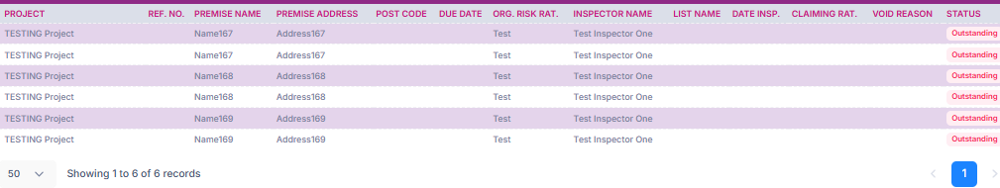 PROJECT REF. NO. PREMISE NAME PREMISE ADDRESS POST CODE DUE DATE ORG. RISK RAT. INSPECTOR NAME LIST NAME DATE INSP. CLAIMING RAT. VOID REASON STATUS
TESTING Project Name167 Address167 Test Test Inspector One Outstanding
TESTING Project Name167 Address167 Test Test Inspector One Outstanding
TESTING Project Name168 Address168 Test Test Inspector One Outstanding
TESTING Project Name168 Address168 Test Test Inspector One Outstanding
TESTING Project Name169 Address169 Test Test Inspector One Outstanding
TESTING Project Name169 Address169 Test Test Inspector One Outstanding
50 Showing 1 to 6 of 6 records 1